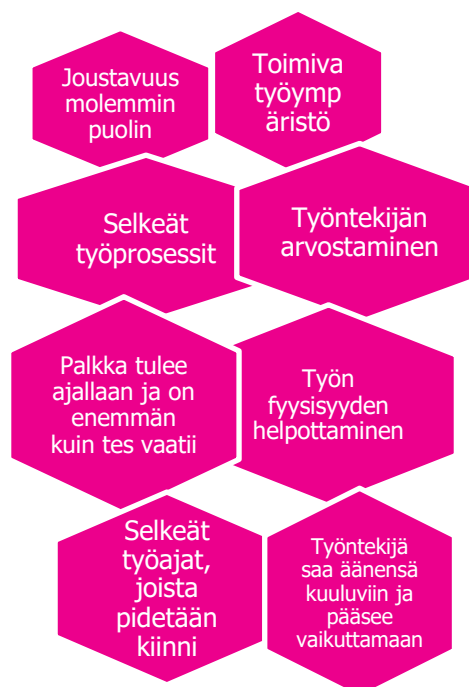 Joustavuus
molemmin
puolin
Toimiva
työymp
äristö
Selkeät
työprosessit
Työntekijän
arvostaminen
Palkka tulee
ajallaan ja on
enemmän
kuin tes vaatii
Työn
fyysisyyden
helpottaminen
Selkeät
työajat,
joista
pidetään
kiinni
Työntekijä
saa äänensä
kuuluviin ja
pääsee
vaikuttamaan